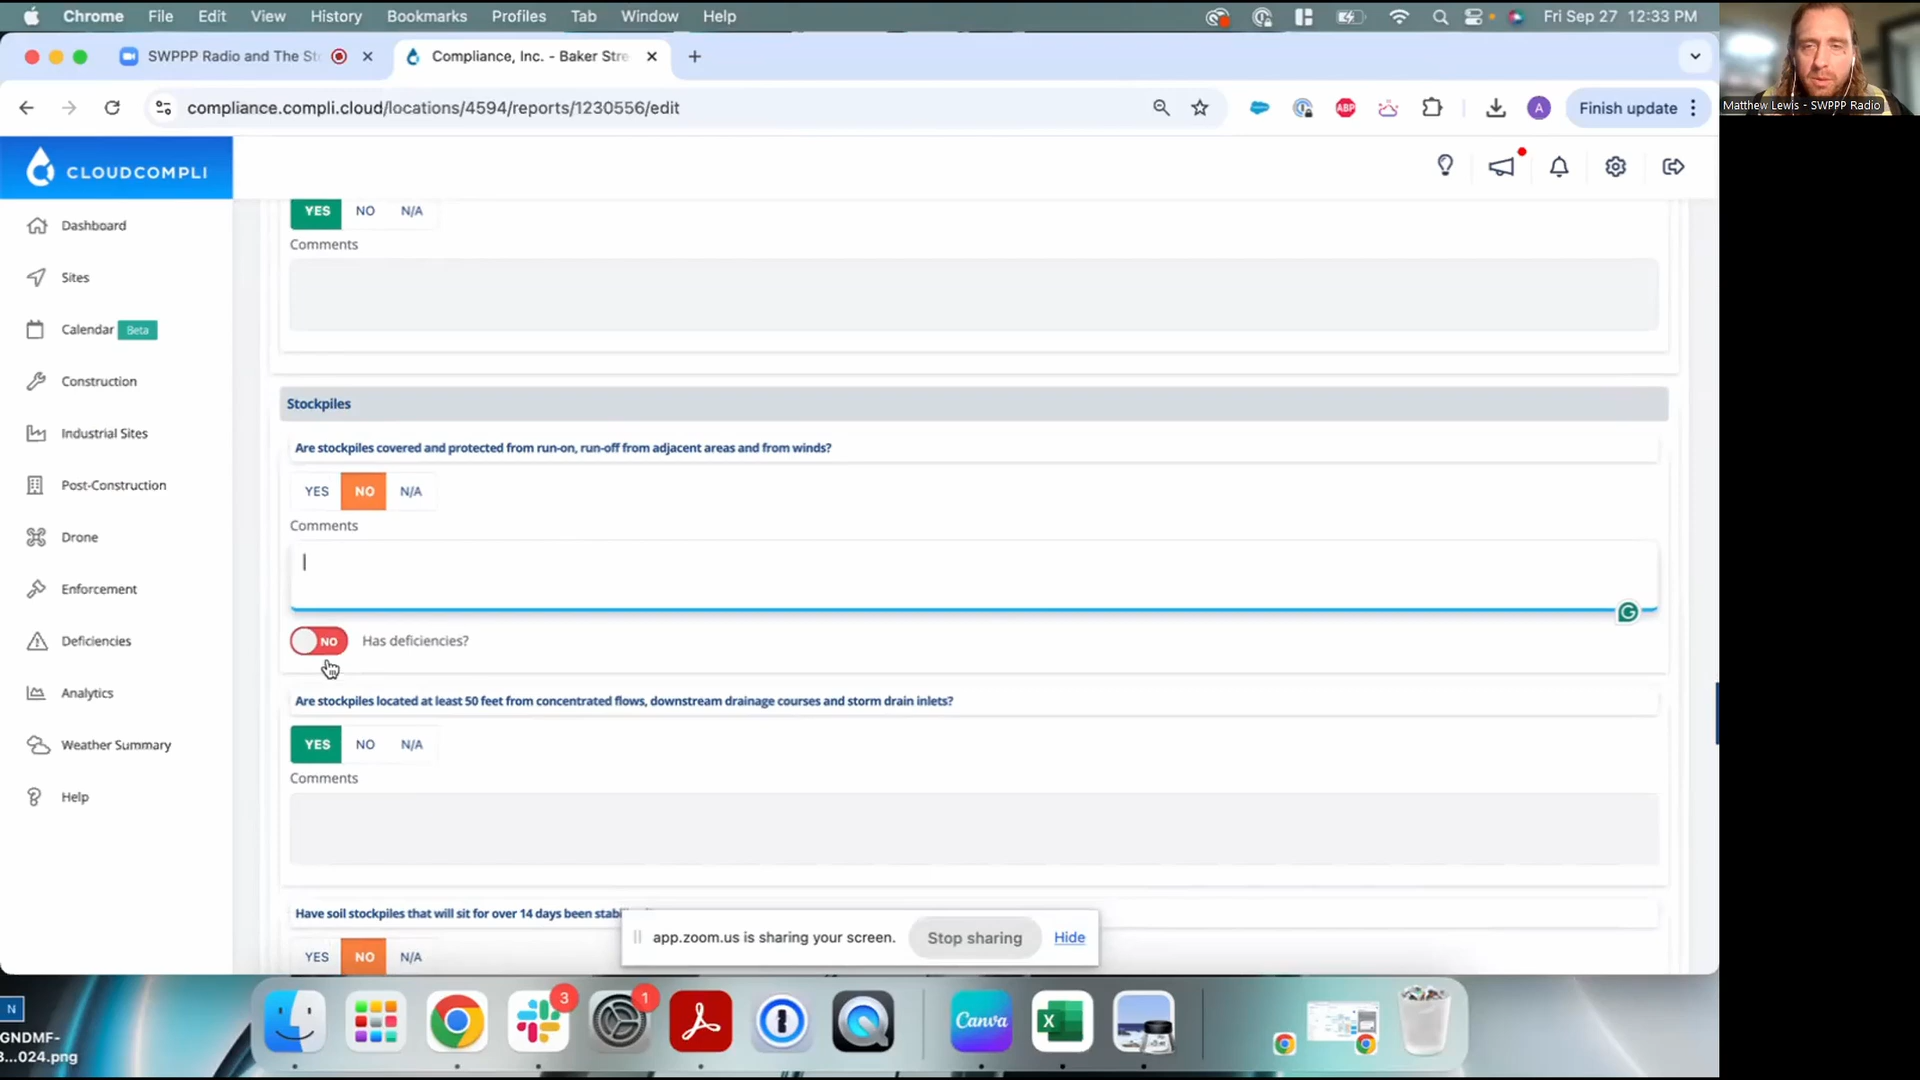 Chrome File Edit View History Bookmarks Profiles Tab Window Help Fri Sep 27 12:33 PM
SWPPP Radio and The St Compliance, Inc. - Baker Stre
compliance.compli.cloud/locations/4594/reports/1230556/edit ABP A Finish update
Matthew Lewis - SWPPP Radio
CLOUDCOMPLI
Dashboard
Sites
Calendar Beta
Construction
Industrial Sites
Post-Construction
Drone
Enforcement
Deficiencies
Analytics
Weather Summary
Help
YES NO N/A
Comments
Stockpiles
Are stockpiles covered and protected from run-on, run-off from adjacent areas and from winds?
YES NO N/A
Comments
NO Has deficiencies?
Are stockpiles located at least 50 feet from concentrated flows, downstream drainage courses and storm drain inlets?
YES NO N/A
Comments
Have soil stockpiles that will sit for over 14 days been
YES NO N/A
app.zoom.us is sharing your screen. Stop sharing Hide
N
GNDMF-
3...024.png
3 1
Canva
X